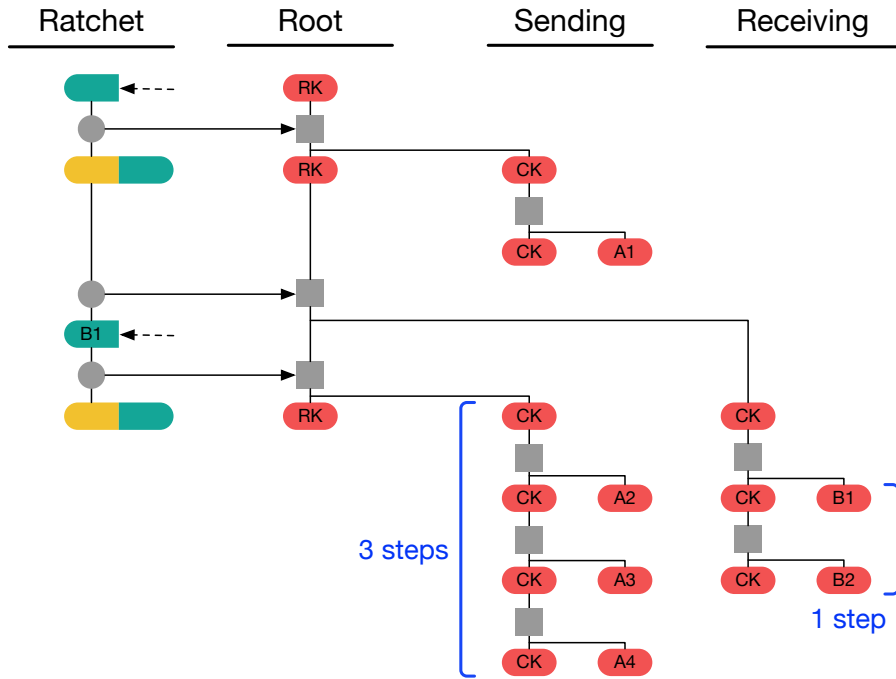 Ratchet Root Sending Receiving
RK
RK CK
CK A1
B1
RK CK CK
CK A2 CK B1
3 steps
CK A3 CK B2
1 step
CK A4